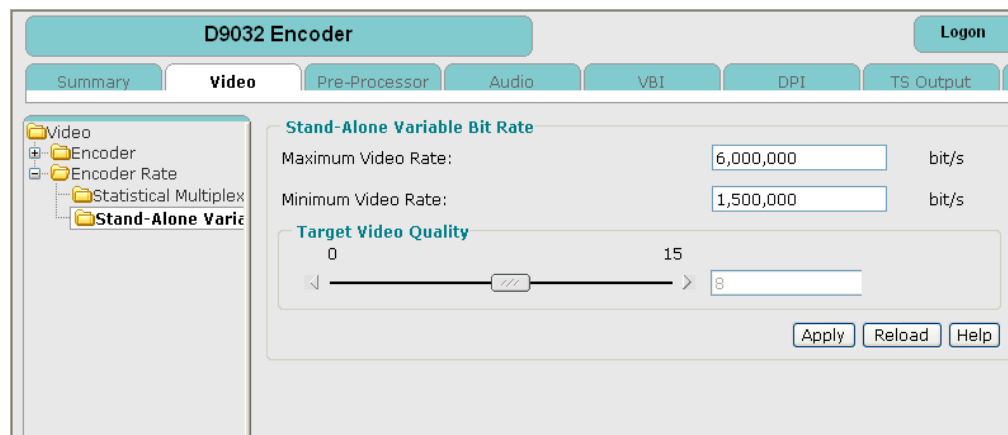 D9032 Encoder
Logon
Summary Video Pre-Processor Audio VBI DPI TS Output
Video
Encoder
Encoder Rate
Statistical Multiplex
Stand-Alone Varia
Stand-Alone Variable Bit Rate
Maximum Video Rate: 6,000,000 bit/s
Minimum Video Rate: 1,500,000 bit/s
Target Video Quality
0 15
8
Apply Reload Help